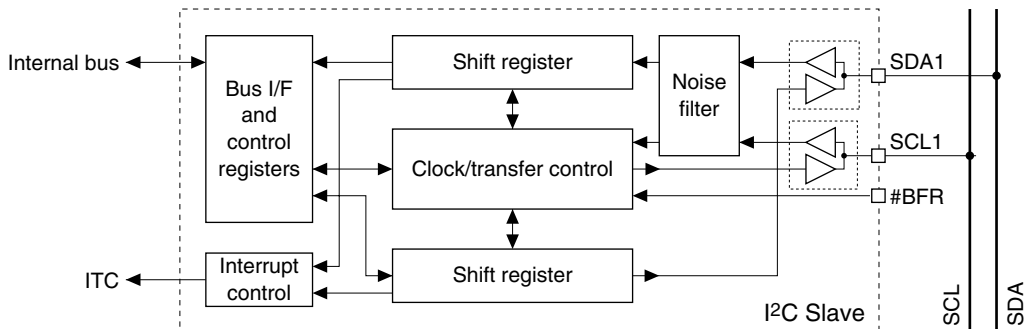 Internal bus
Bus I/F
and
control
registers
Shift register
Noise
filter
SDA1
Clock/transfer control
SCL1
#BFR
ITC
Interrupt
control
Shift register
I²C Slave
SCL
SDA